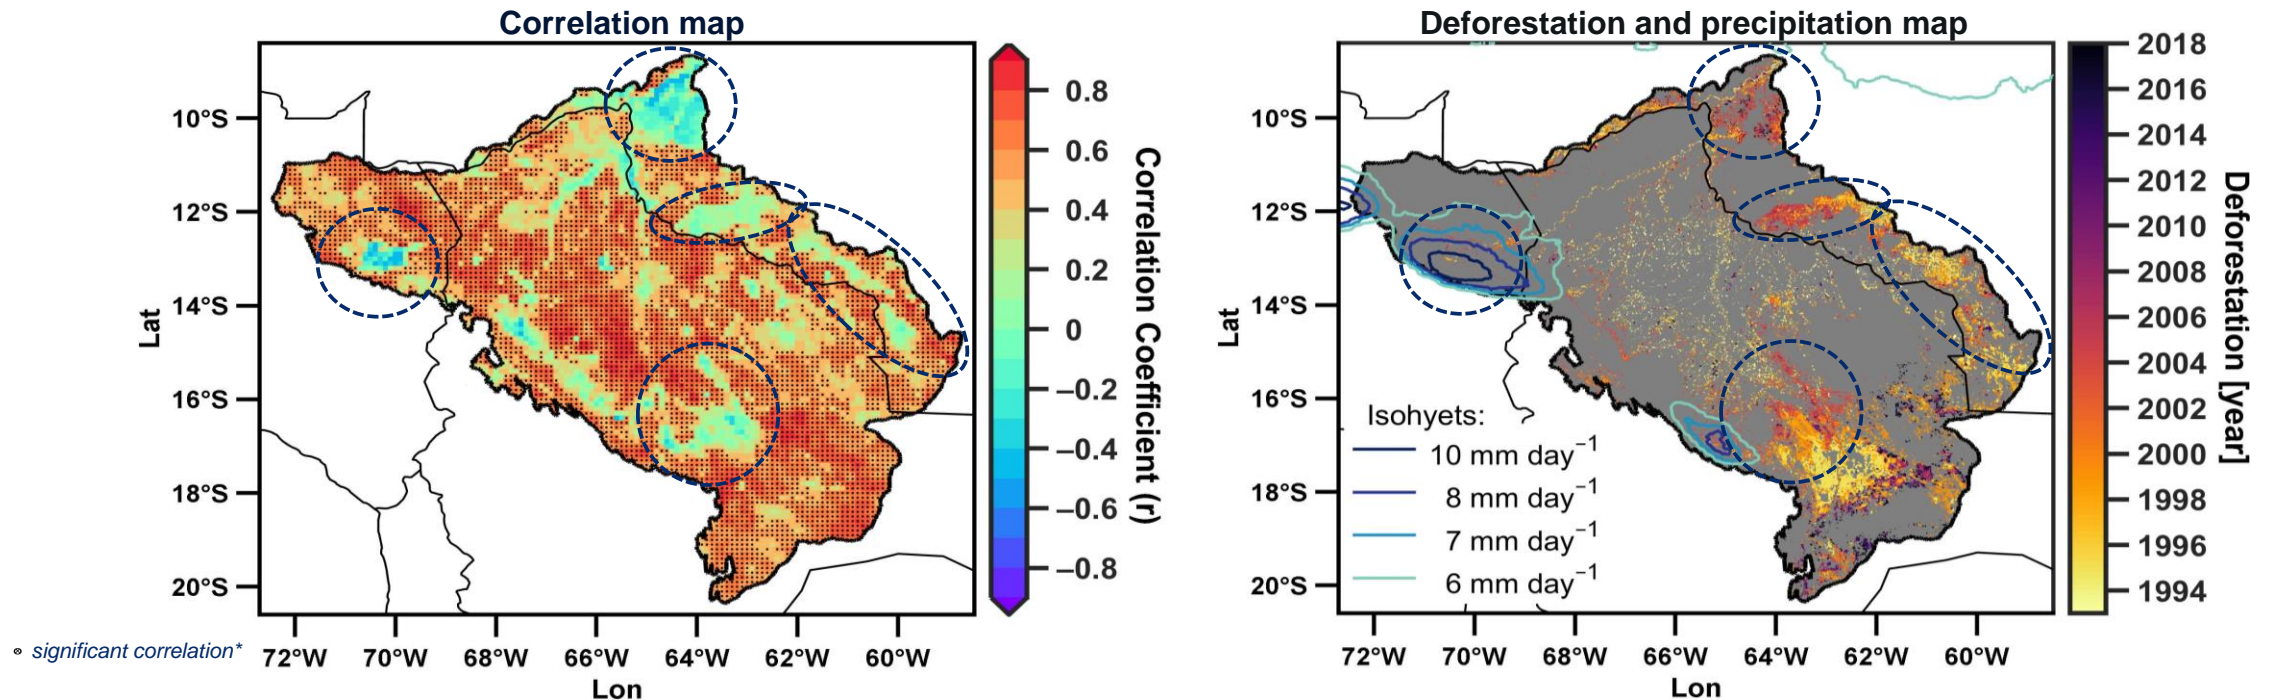 Correlation map
10°S
12°S
14°S
16°S
18°S
20°S
Lat
72°W 70°W 68°W 66°W 64°W 62°W 60°W
Lon
0.8
0.6
0.4
0.2
0
−0.2
−0.4
−0.6
−0.8
Correlation Coefficient (r)
significant correlation*
Deforestation and precipitation map
10°S
12°S
14°S
16°S
18°S
20°S
Lat
Isohyets:
10 mm day⁻¹
8 mm day⁻¹
7 mm day⁻¹
6 mm day⁻¹
72°W 70°W 68°W 66°W 64°W 62°W 60°W
Lon
2018
2016
2014
2012
2010
2008
2006
2004
2002
2000
1998
1996
1994
Deforestation [year]